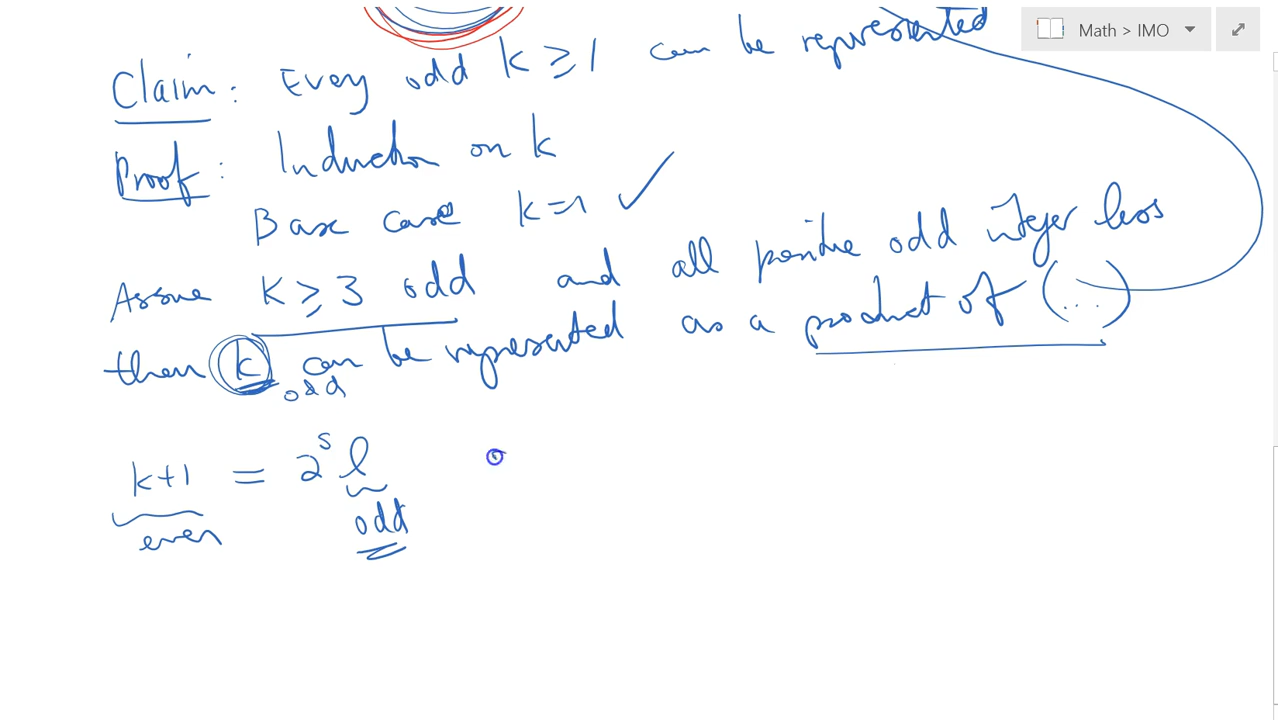 Math > IMO
Claim: Every odd k ≥ 1 can be represented
Proof: Induction on k
Base case k=1 ✓
Assume K ≥ 3 odd and all positive odd integer less
then k can be represented as a product of (...)
odd
k+1 = 2^s l
even odd